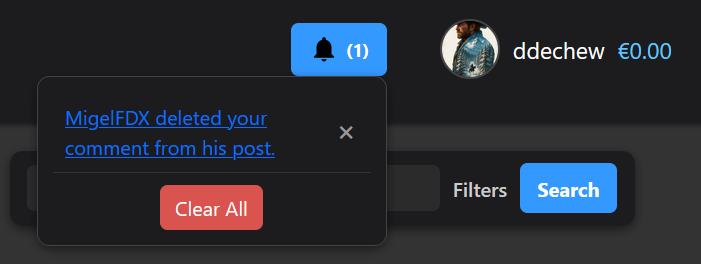 (1)
ddechew €0.00
MigelFDX deleted your
comment from his post.
×
Clear All
Filters
Search